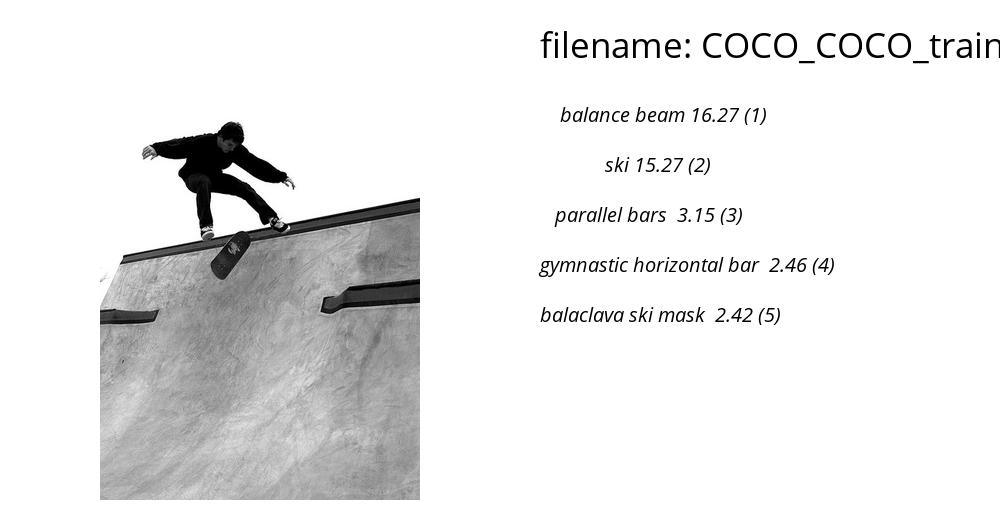 filename: COCO_COCO_train
balance beam 16.27 (1)
ski 15.27 (2)
parallel bars 3.15 (3)
gymnastic horizontal bar 2.46 (4)
balaclava ski mask 2.42 (5)